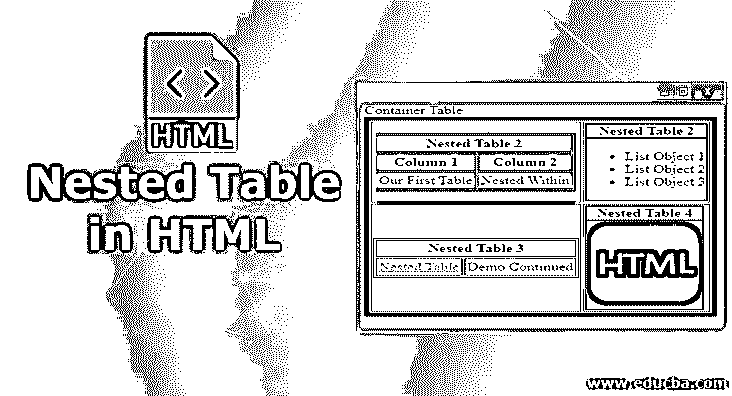 HTML
Nested Table
in HTML
Container Table
Nested Table 2
Column 1 Column 2
Our First Table Nested Within
Nested Table 3
Nested Table Demo Continued
Nested Table 2
• List Object 1
• List Object 2
• List Object 3
Nested Table 4
HTML
www.educba.com